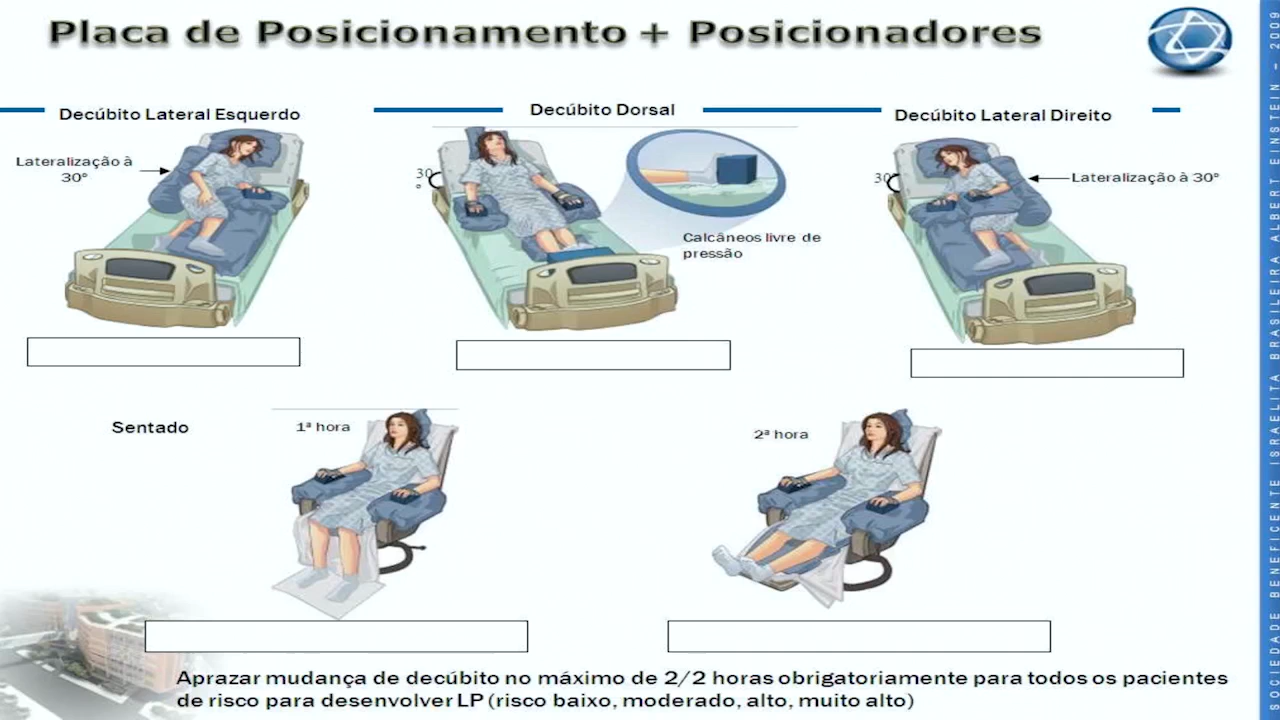 Placa de Posicionamento + Posicionadores
Decúbito Lateral Esquerdo
Decúbito Dorsal
Decúbito Lateral Direito
Lateralização à
30°
30
°
Calcâneos livre de
pressão
30
Lateralização à 30°
Sentado
1ª hora
2ª hora
Aprazar mudança de decúbito no máximo de 2/2 horas obrigatoriamente para todos os pacientes
de risco para desenvolver LP (risco baixo, moderado, alto, muito alto)
SOCIEDADE BENEFICENTE ISRAELITA BRASILEIRA ALBERT EINSTEIN – 2009